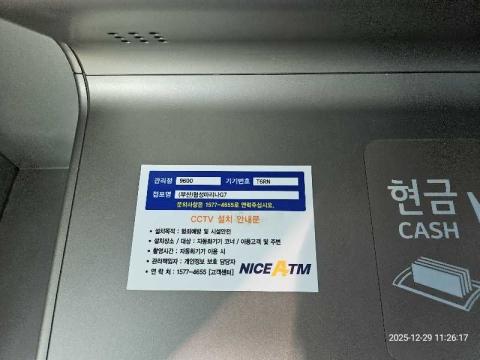 관리점 9600 기기번호 T6RN
점포명 (부산)협성마리나G7
문의사항은 1577-4655로 연락주십시오.
CCTV 설치 안내문
• 설치목적 : 범죄예방 및 시설안전
• 설치장소 / 대상 : 자동화기기 코너 / 이용고객 및 주변
• 촬영시간 : 자동화기기 이용 시
• 관리책임자 : 개인정보 보호 담당자
• 연 락 처 : 1577-4655 [고객센터]
NICE ATM
현금
CASH
2025-12-29 11:26:17